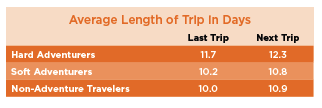 Average Length of Trip In Days
Last Trip Next Trip
Hard Adventurers 11.7 12.3
Soft Adventurers 10.2 10.8
Non-Adventure Travelers 10.0 10.9